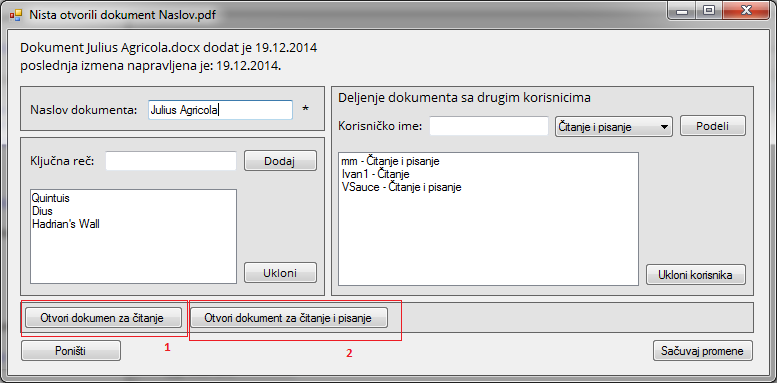 Nista otvorili dokument Naslov.pdf
Dokument Julius Agricola.docx dodat je 19.12.2014
poslednja izmena napravljena je: 19.12.2014.
Naslov dokumenta: Julius Agricola *
Ključna reč: Dodaj
Quintuis
Dius
Hadrian's Wall
Ukloni
Deljenje dokumenta sa drugim korisnicima
Korisničko ime: Čitanje i pisanje Podeli
mm - Čitanje i pisanje
Ivan1 - Čitanje
VSauce - Čitanje i pisanje
Ukloni korisnika
Otvori dokumen za čitanje Otvori dokument za čitanje i pisanje
1 2
Poništi Sačuvaj promene